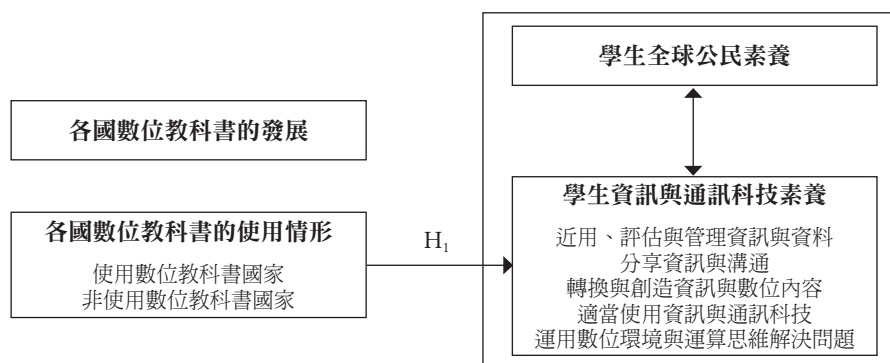 學生全球公民素養
各國數位教科書的發展
各國數位教科書的使用情形
使用數位教科書國家
非使用數位教科書國家
H₁
學生資訊與通訊科技素養
近用、評估與管理資訊與資料
分享資訊與溝通
轉換與創造資訊與數位內容
適當使用資訊與通訊科技
運用數位環境與運算思維解決問題